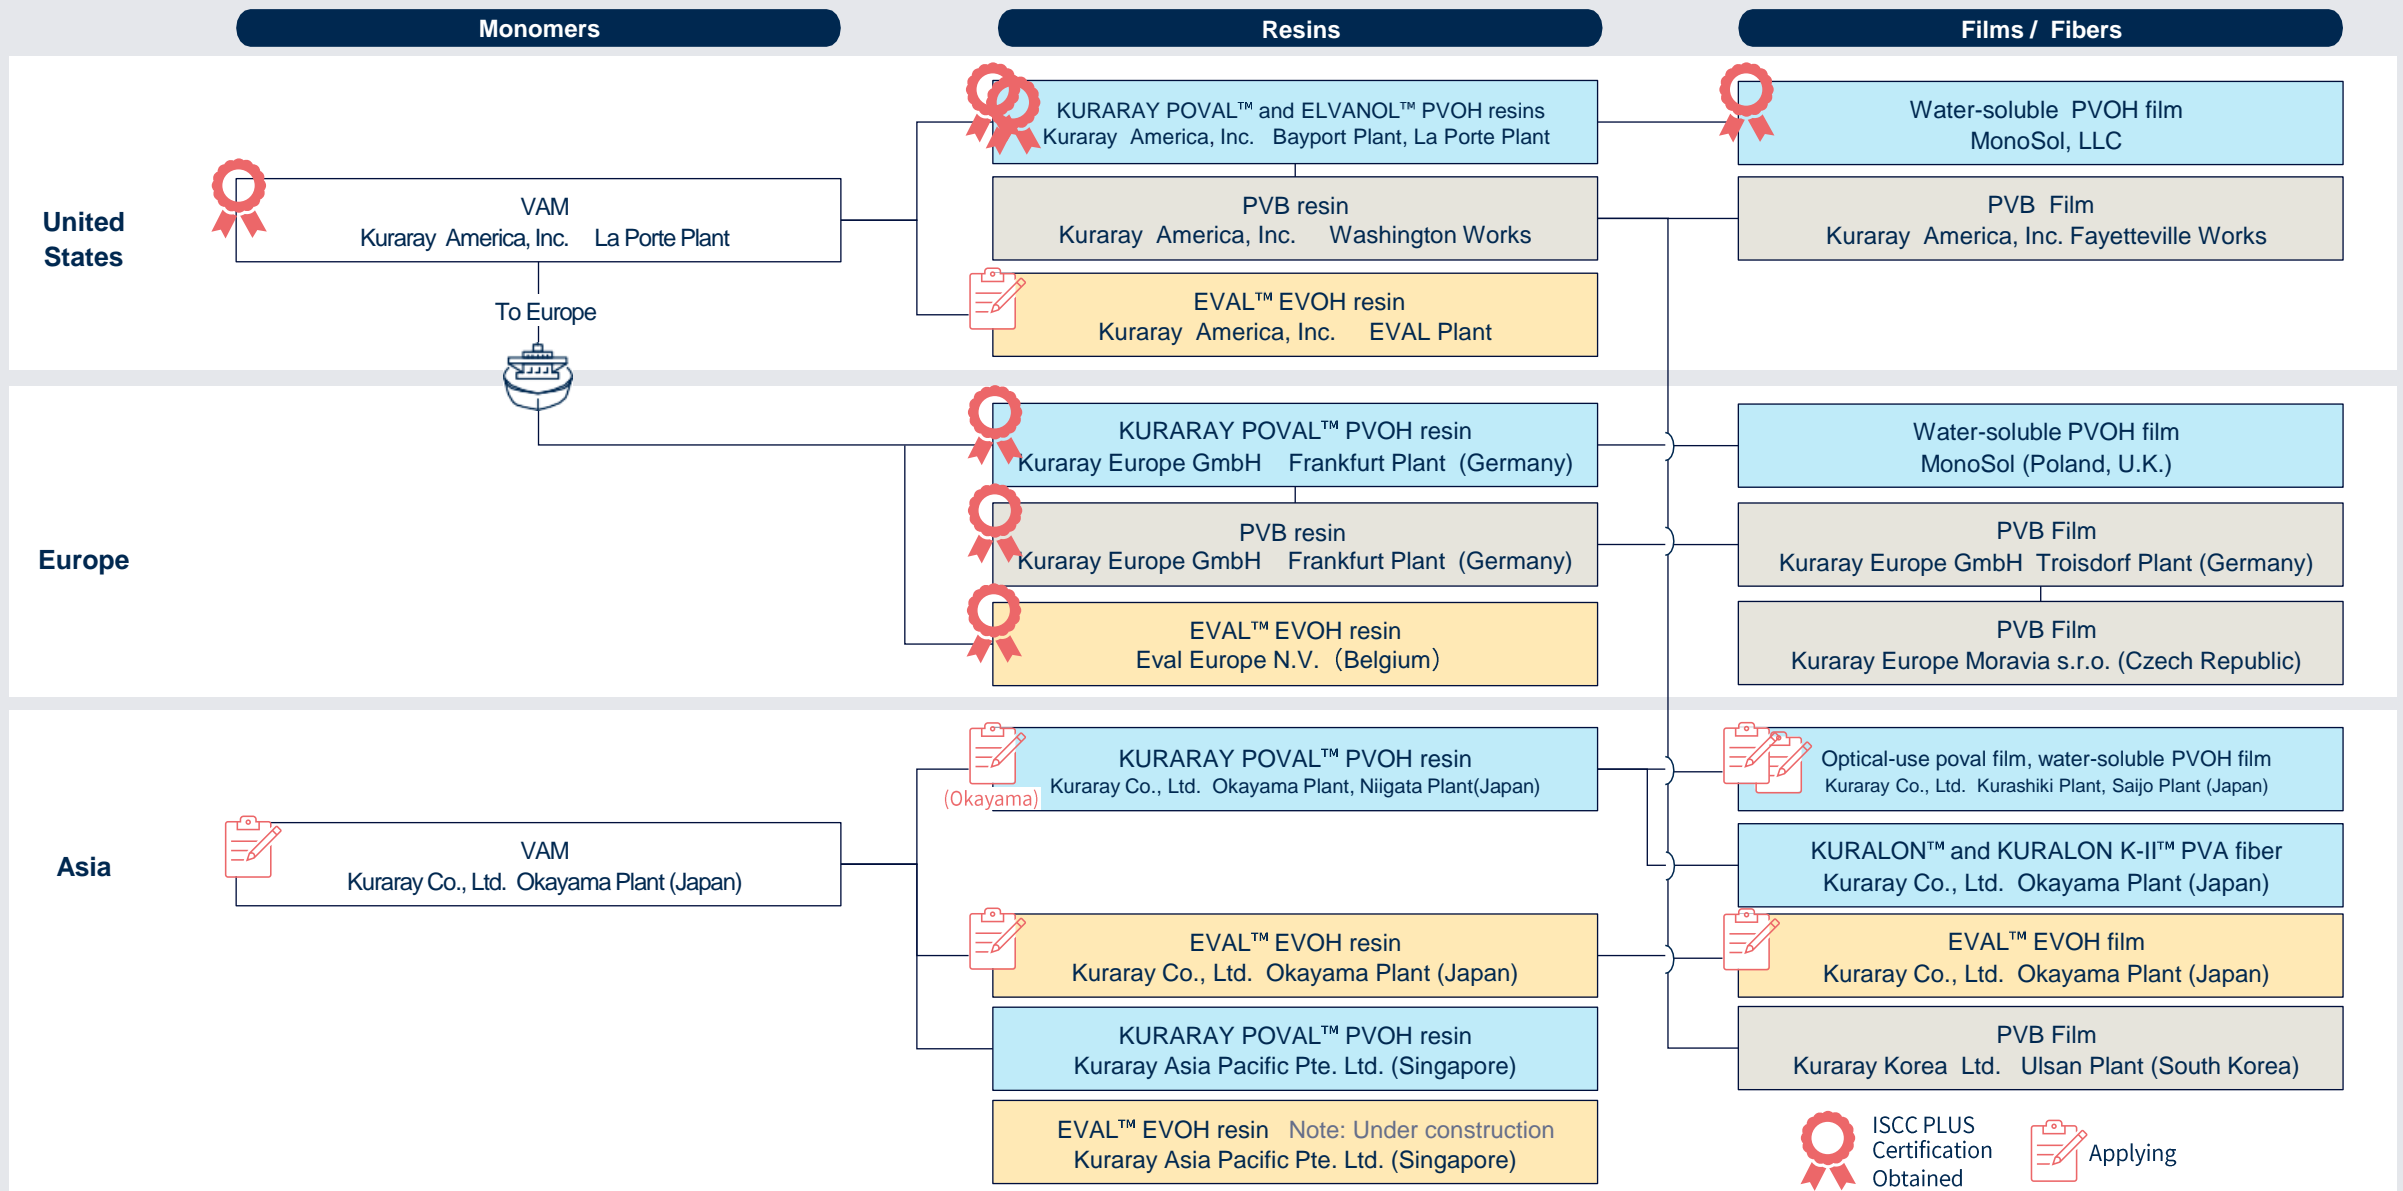 Monomers
Resins
Films / Fibers
United
States
VAM
Kuraray America, Inc. La Porte Plant
To Europe
KURARAY POVAL™ and ELVANOL™ PVOH resins
Kuraray America, Inc. Bayport Plant, La Porte Plant
PVB resin
Kuraray America, Inc. Washington Works
EVAL™ EVOH resin
Kuraray America, Inc. EVAL Plant
Water-soluble PVOH film
MonoSol, LLC
PVB Film
Kuraray America, Inc. Fayetteville Works
Europe
KURARAY POVAL™ PVOH resin
Kuraray Europe GmbH Frankfurt Plant (Germany)
PVB resin
Kuraray Europe GmbH Frankfurt Plant (Germany)
EVAL™ EVOH resin
Eval Europe N.V.（Belgium）
Water-soluble PVOH film
MonoSol (Poland, U.K.)
PVB Film
Kuraray Europe GmbH Troisdorf Plant (Germany)
PVB Film
Kuraray Europe Moravia s.r.o. (Czech Republic)
Asia
VAM
Kuraray Co., Ltd. Okayama Plant (Japan)
(Okayama)
KURARAY POVAL™ PVOH resin
Kuraray Co., Ltd. Okayama Plant, Niigata Plant(Japan)
EVAL™ EVOH resin
Kuraray Co., Ltd. Okayama Plant (Japan)
KURARAY POVAL™ PVOH resin
Kuraray Asia Pacific Pte. Ltd. (Singapore)
EVAL™ EVOH resin Note: Under construction
Kuraray Asia Pacific Pte. Ltd. (Singapore)
Optical-use poval film, water-soluble PVOH film
Kuraray Co., Ltd. Kurashiki Plant, Saijo Plant (Japan)
KURALON™ and KURALON K-II™ PVA fiber
Kuraray Co., Ltd. Okayama Plant (Japan)
EVAL™ EVOH film
Kuraray Co., Ltd. Okayama Plant (Japan)
PVB Film
Kuraray Korea Ltd. Ulsan Plant (South Korea)
ISCC PLUS
Certification
Obtained
Applying